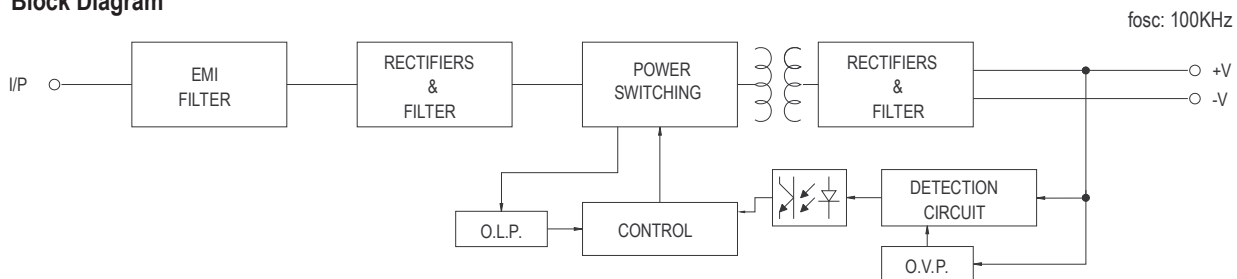 Block Diagram
fosc: 100KHz
I/P
EMI
FILTER
RECTIFIERS
&
FILTER
POWER
SWITCHING
RECTIFIERS
&
FILTER
+V
-V
O.L.P.
CONTROL
DETECTION
CIRCUIT
O.V.P.